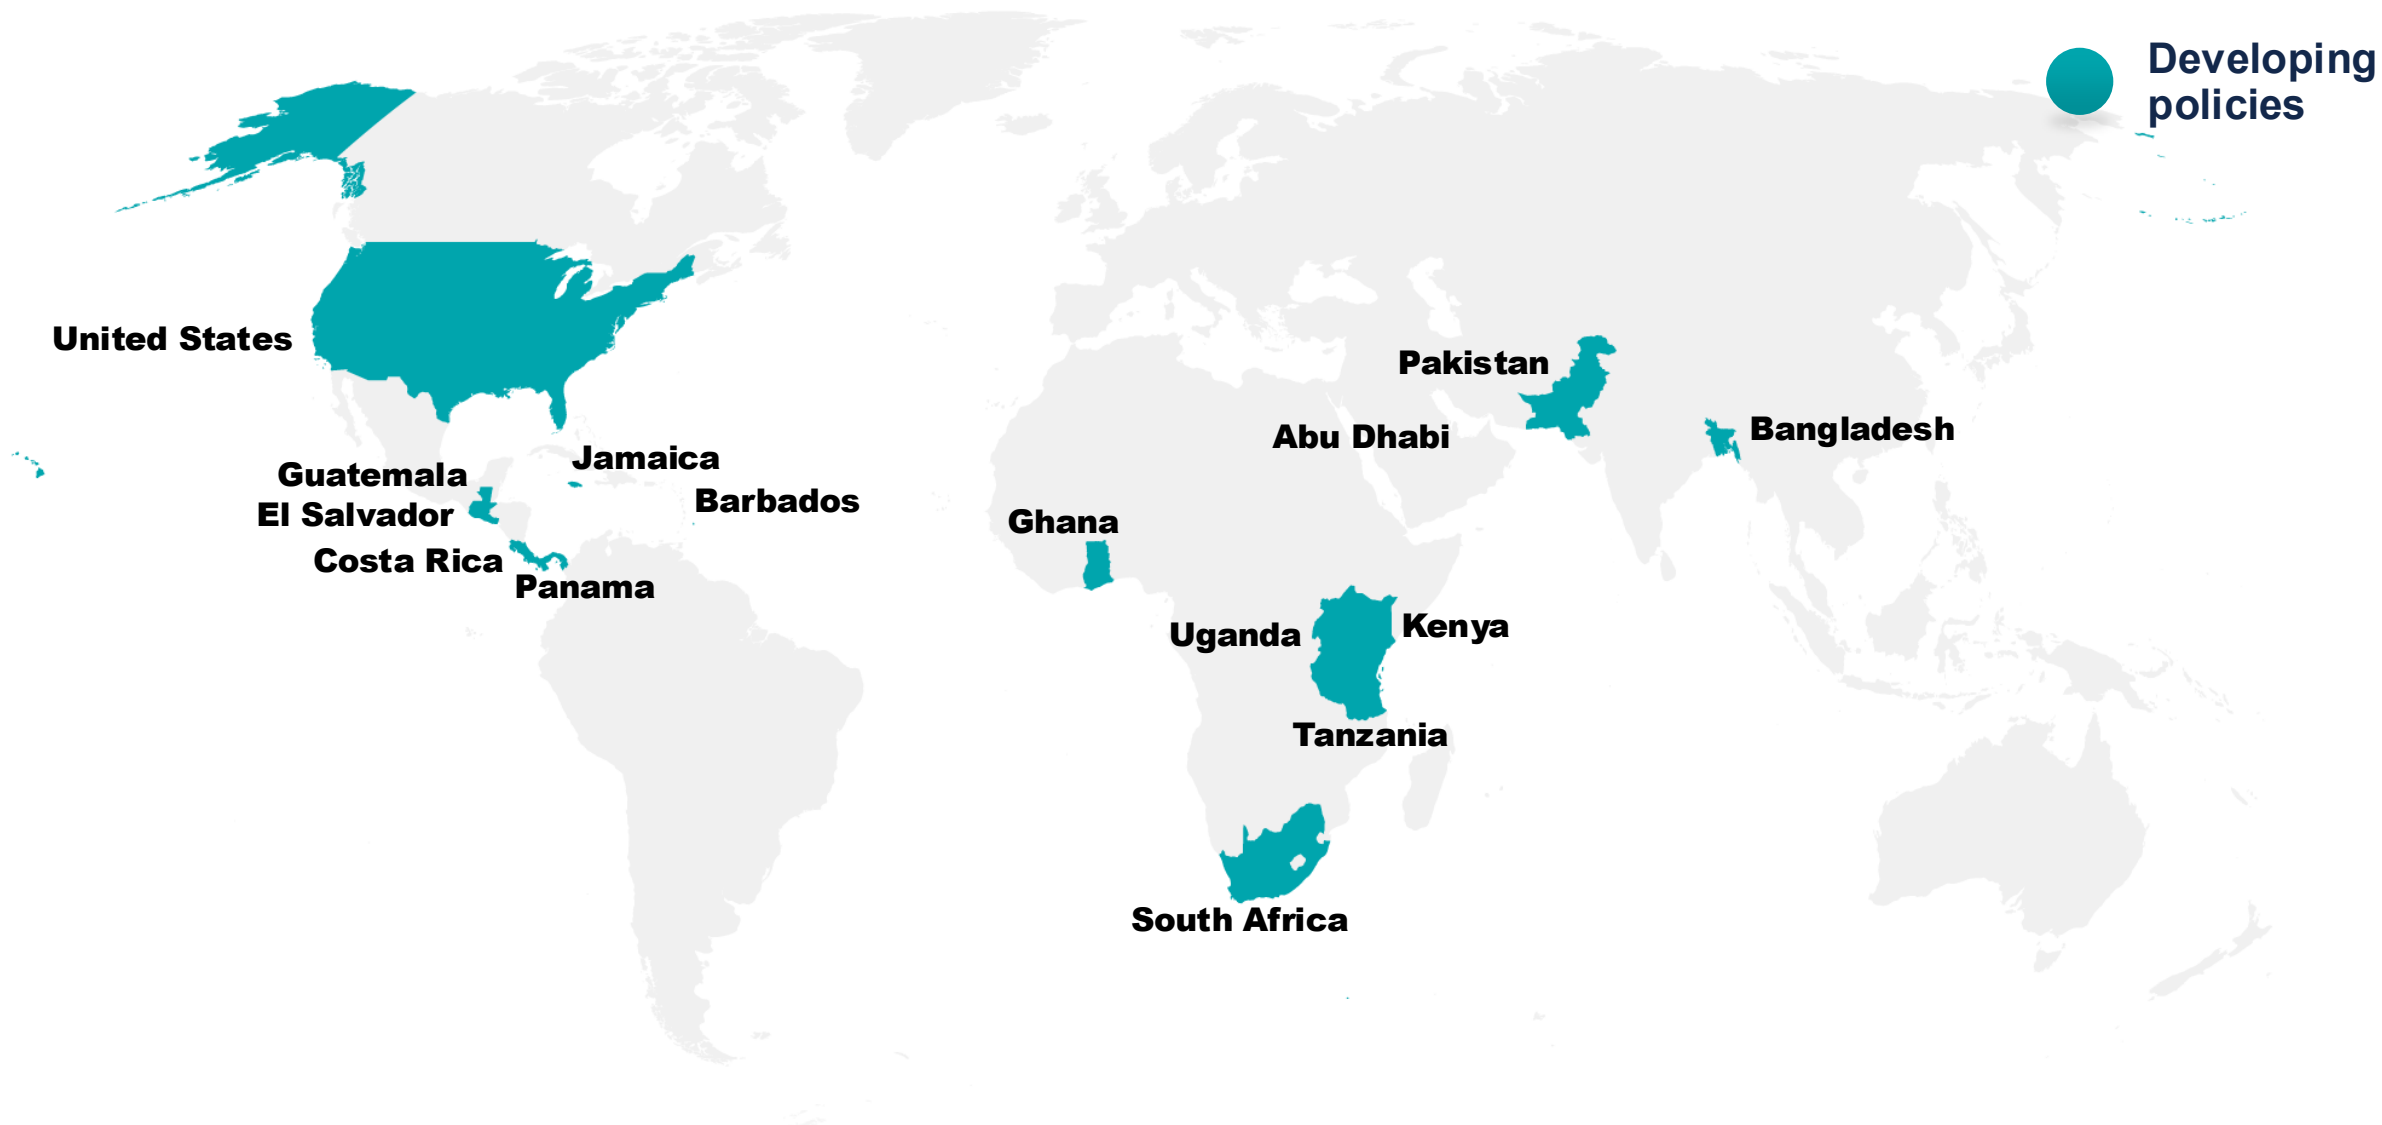 Developing
policies
United States
Pakistan
Bangladesh
Abu Dhabi
Jamaica
Guatemala
Barbados
El Salvador
Ghana
Costa Rica
Panama
Uganda
Kenya
Tanzania
South Africa